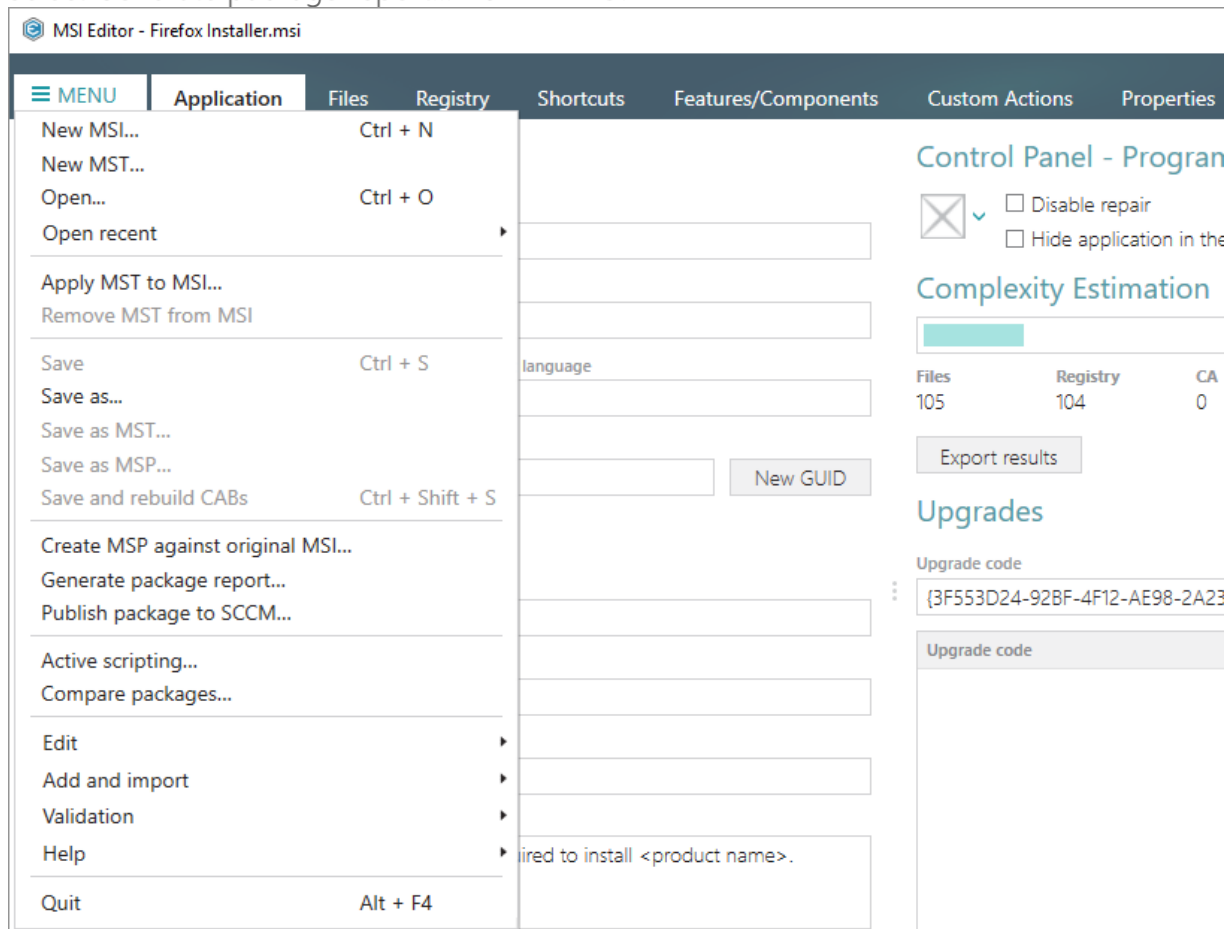 MSI Editor - Firefox Installer.msi
MENU Application Files Registry Shortcuts Features/Components Custom Actions Properties
New MSI... Ctrl + N
New MST...
Open... Ctrl + O
Open recent
Apply MST to MSI...
Remove MST from MSI
Save Ctrl + S
Save as...
Save as MST...
Save as MSP...
Save and rebuild CABs Ctrl + Shift + S
Create MSP against original MSI...
Generate package report...
Publish package to SCCM...
Active scripting...
Compare packages...
Edit
Add and import
Validation
Help
Quit Alt + F4
language
New GUID
ired to install <product name>.
Control Panel - Program
Disable repair
Hide application in the
Complexity Estimation
Files Registry CA
105 104 0
Export results
Upgrades
Upgrade code
{3F553D24-92BF-4F12-AE98-2A23
Upgrade code